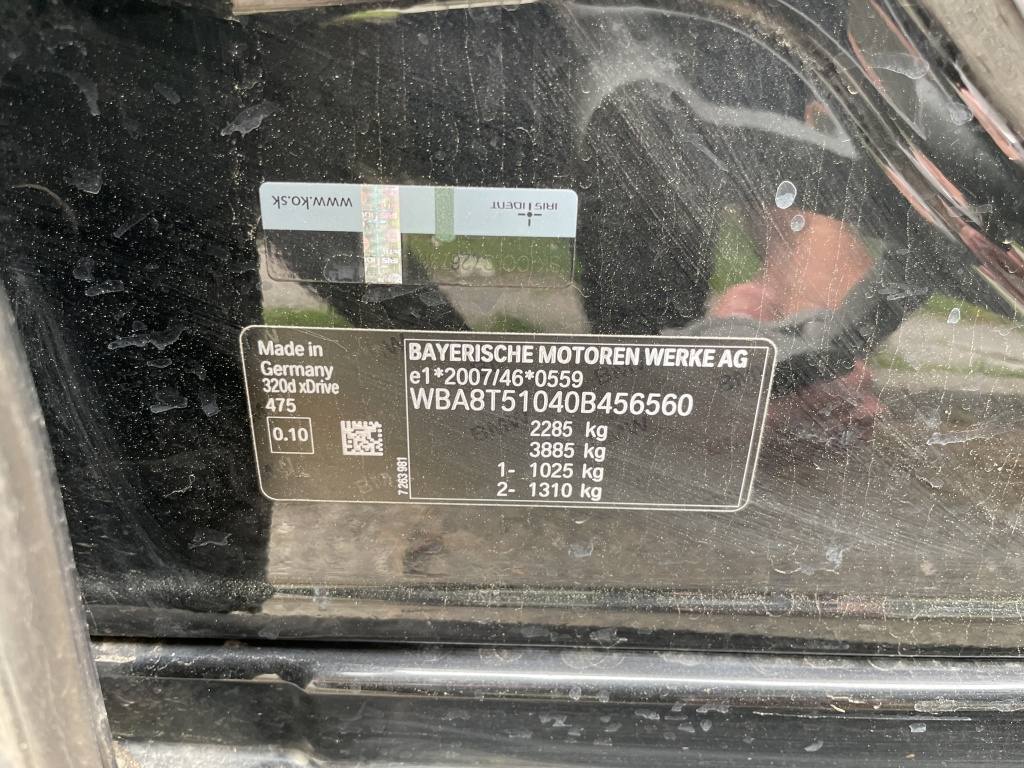 www.ko.sk
IRIS IDENT
Made in
Germany
320d xDrive
475
0.10
7 263 981
BAYERISCHE MOTOREN WERKE AG
e1*2007/46*0559
WBA8T51040B456560
2285 kg
3885 kg
1- 1025 kg
2- 1310 kg